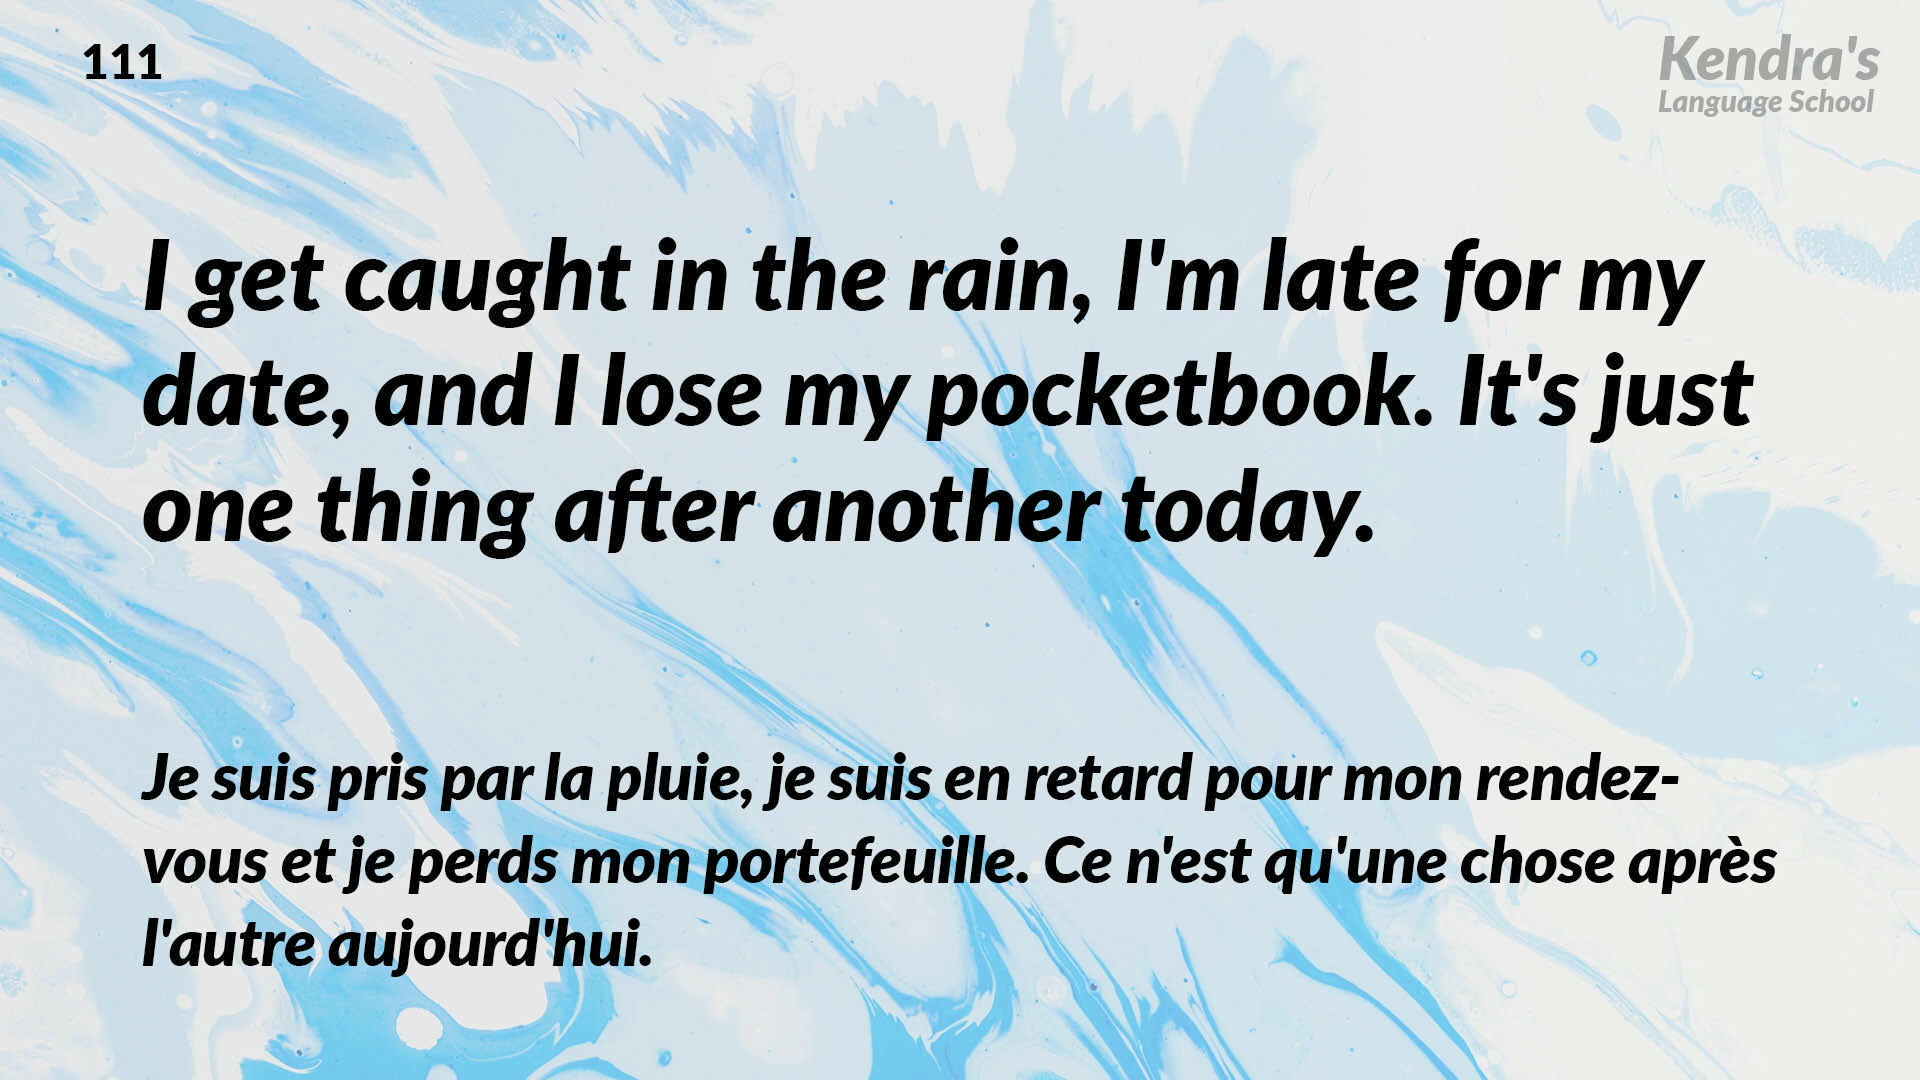 111
Kendra's
Language School
I get caught in the rain, I'm late for my
date, and I lose my pocketbook. It's just
one thing after another today.
Je suis pris par la pluie, je suis en retard pour mon rendez-
vous et je perds mon portefeuille. Ce n'est qu'une chose après
l'autre aujourd'hui.